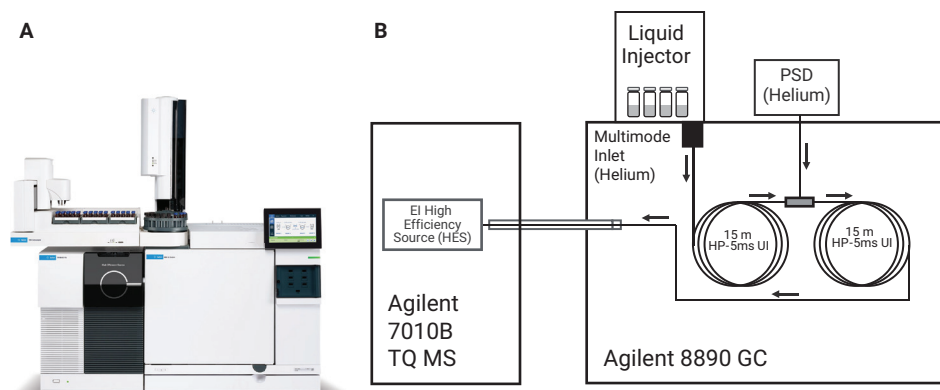 A
B
Liquid
Injector
PSD
(Helium)
Multimode
Inlet
(Helium)
EI High
Efficiency
Source (HES)
15 m
HP-5ms UI
15 m
HP-5ms UI
Agilent
7010B
TQ MS
Agilent 8890 GC